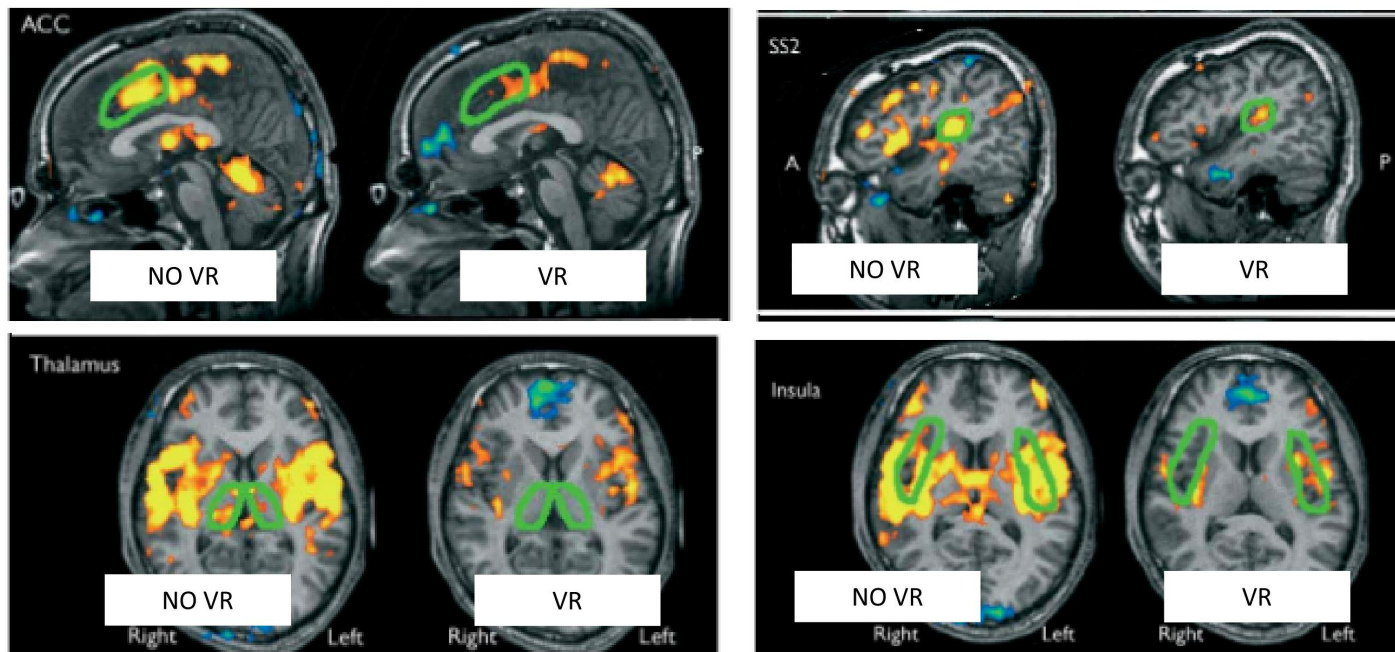 ACC
NO VR
VR
P
SS2
A
P
NO VR
VR
Thalamus
NO VR
VR
Right
Left
Right
Left
Insula
NO VR
VR
Right
Left
Right
Left